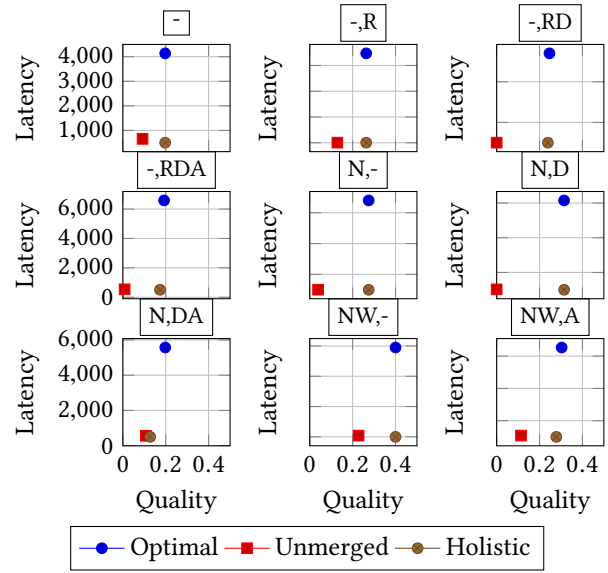 - -,R -,RD
Latency Latency Latency
4,000
3,000
2,000
1,000
-,RDA N,- N,D
Latency Latency Latency
6,000
4,000
2,000
0
N,DA NW,- NW,A
Latency Latency Latency
6,000
4,000
2,000
0
0 0.2 0.4 0 0.2 0.4 0 0.2 0.4
Quality Quality Quality
Optimal Unmerged Holistic